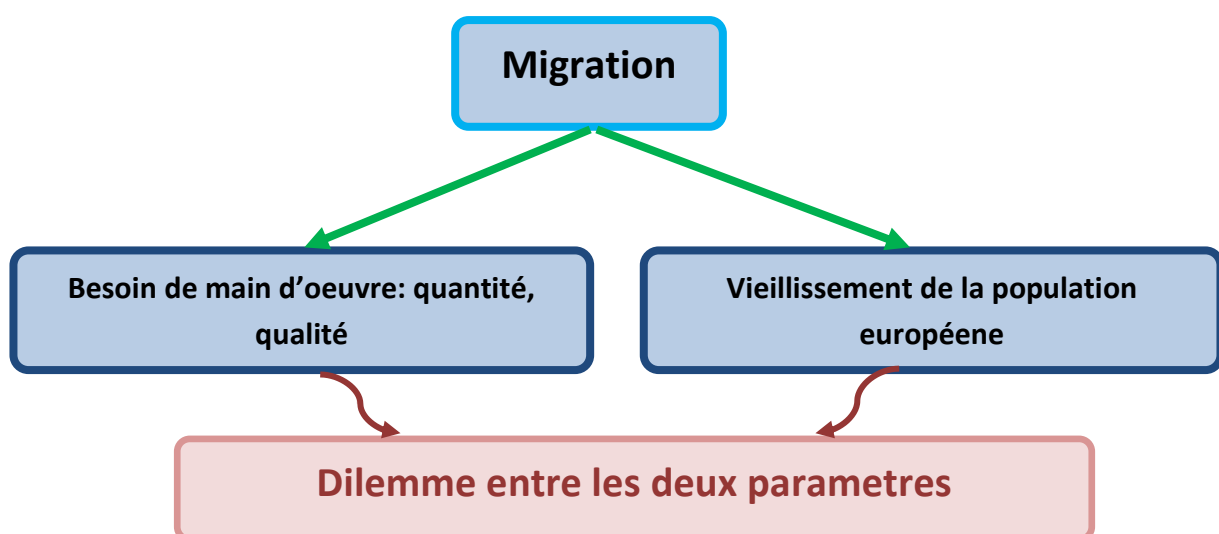 Migration
Besoin de main d’oeuvre: quantité,
qualité
Vieillissement de la population
européene
Dilemme entre les deux parametres